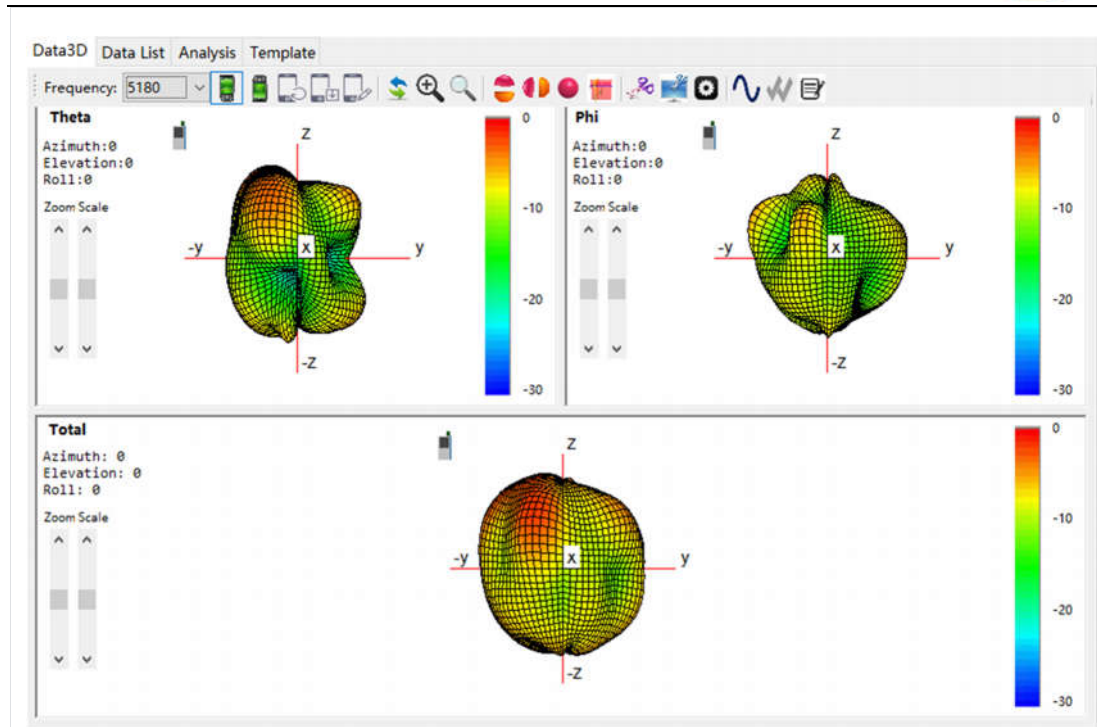 Data3D Data List Analysis Template
Frequency: 5180
Theta
Azimuth:0
Elevation:0
Roll:0
Zoom Scale
Z
-y
X
y
-Z
0
-10
-20
-30
Phi
Azimuth:0
Elevation:0
Roll:0
Zoom Scale
Z
-y
X
y
-Z
0
-10
-20
-30
Total
Azimuth: 0
Elevation: 0
Roll: 0
Zoom Scale
Z
-y
X
y
-Z
0
-10
-20
-30